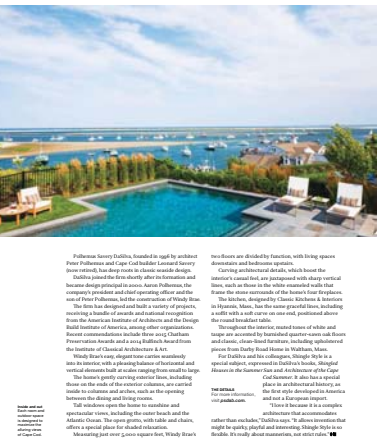 Polhemus Savery DaSilva, founded in 1996 by architect
Peter Polhemus and Cape Cod builder Leonard Savery
(now retired), has deep roots in classic seaside design.
DaSilva joined the firm shortly after its formation and
became design principal in 2000. Aaron Polhemus, the
company's president and chief operating officer and the
son of Peter Polhemus, led the construction of Windy Brae.
The firm has designed and built a variety of projects,
receiving a bundle of awards and national recognition
from the American Institute of Architects and the Design
Build Institute of America, among other organizations.
Recent commendations include three 2015 Chatham
Preservation Awards and a 2014 Bulfinch Award from
the Institute of Classical Architecture & Art.
Windy Brae's easy, elegant tone carries seamlessly
into its interior, with a pleasing balance of horizontal and
vertical elements built at scales ranging from small to large.
The home's gently curving exterior lines, including
those on the ends of the exterior columns, are carried
inside to columns and arches, such as the opening
between the dining and living rooms.
Tall windows open the home to sunshine and
spectacular views, including the outer beach and the
Atlantic Ocean. The open grotto, with table and chairs,
offers a special place for shaded relaxation.
Measuring just over 5,000 square feet, Windy Brae's
two floors are divided by function, with living spaces
downstairs and bedrooms upstairs.
Curving architectural details, which boost the
interior's casual feel, are juxtaposed with sharp vertical
lines, such as those in the white enameled walls that
frame the stone surrounds of the home's four fireplaces.
The kitchen, designed by Classic Kitchens & Interiors
in Hyannis, Mass., has the same graceful lines, including
a soffit with a soft curve on one end, positioned above
the round breakfast table.
Throughout the interior, muted tones of white and
taupe are accented by burnished quarter-sawn oak floors
and classic, clean-lined furniture, including upholstered
pieces from Darby Road Home in Waltham, Mass.
For DaSilva and his colleagues, Shingle Style is a
special subject, expressed in DaSilva's books, Shingled
Houses in the Summer Sun and Architecture of the Cape
Cod Summer. It also has a special
place in architectural history, as
the first style developed in America
and not a European import.
"I love it because it is a complex
architecture that accommodates
rather than excludes," DaSilva says. "It allows invention that
might be quirky, playful and interesting. Shingle Style is so
flexible. It's really about mannerism, not strict rules."
THE DETAILS
For more information,
visit psdab.com.
Inside and out
Each room and
outdoor space
is designed to
maximize the
alluring views
of Cape Cod.